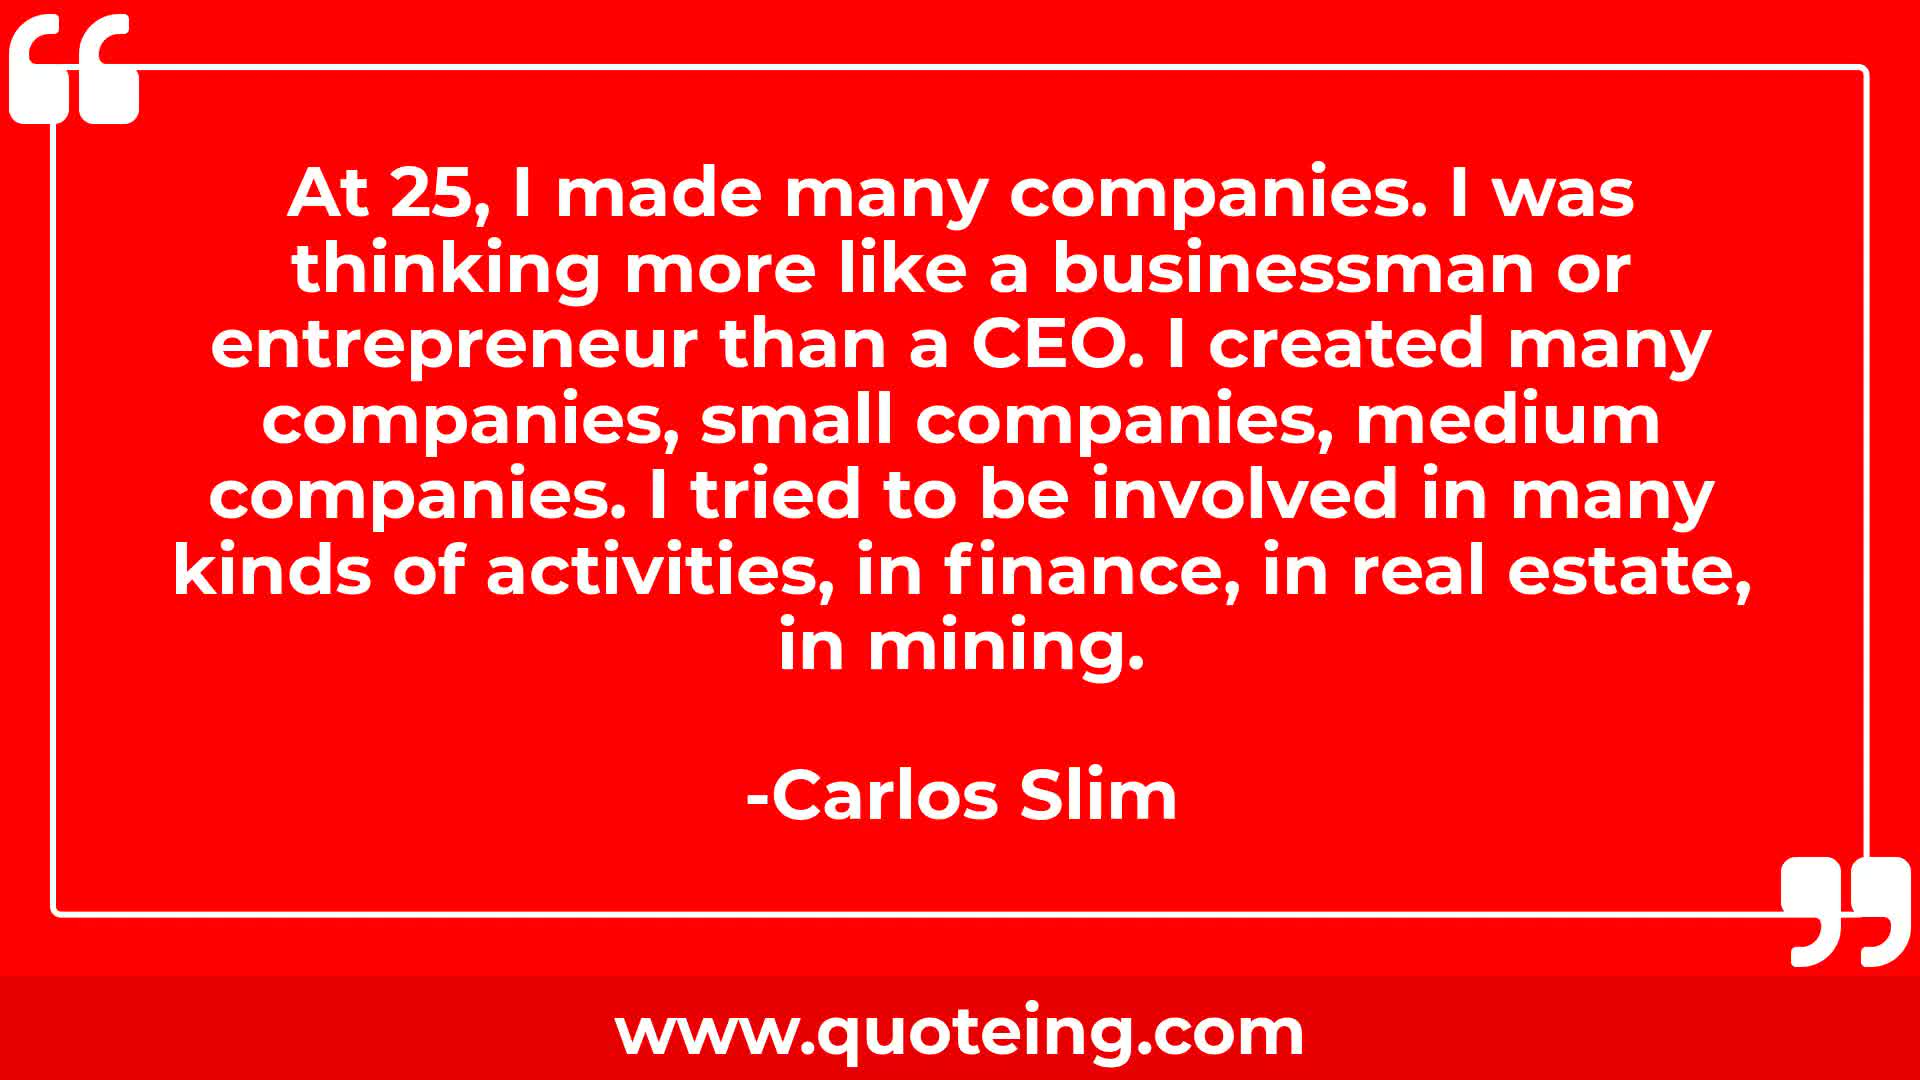 At 25, I made many companies. I was
thinking more like a businessman or
entrepreneur than a CEO. I created many
companies, small companies, medium
companies. I tried to be involved in many
kinds of activities, in finance, in real estate,
in mining.
-Carlos Slim
www.quoteing.com